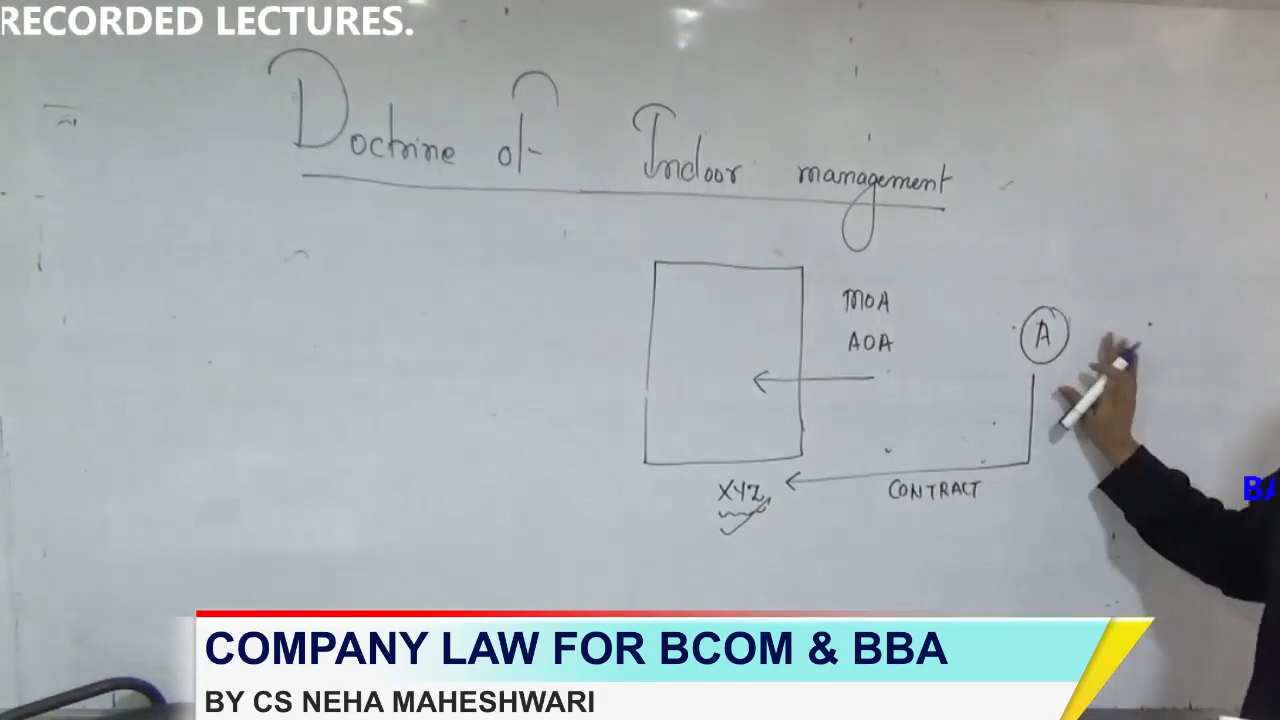 RECORDED LECTURES.
Doctrine of Indoor management
MOA
AOA
A
XYZ
CONTRACT
BA
COMPANY LAW FOR BCOM & BBA
BY CS NEHA MAHESHWARI